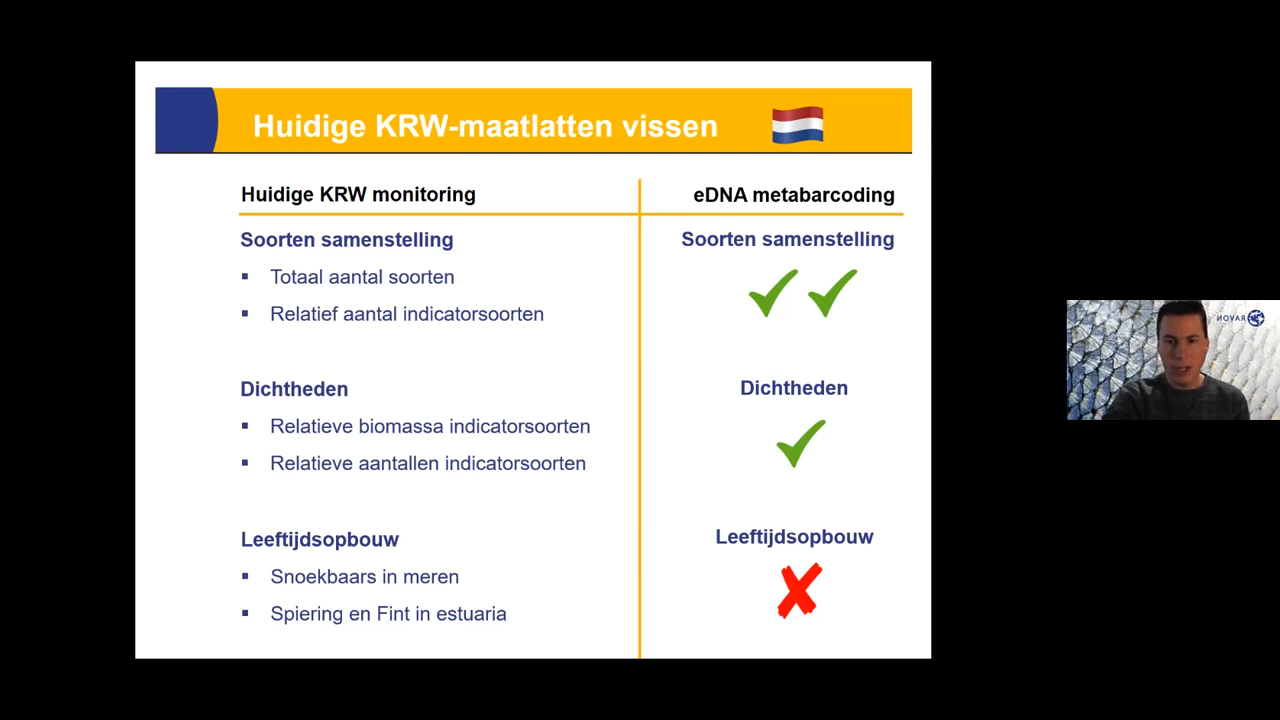 Huidige KRW-maatlatten vissen
Huidige KRW monitoring
eDNA metabarcoding
Soorten samenstelling
Soorten samenstelling
▪ Totaal aantal soorten
▪ Relatief aantal indicatorsoorten
Dichtheden
Dichtheden
▪ Relatieve biomassa indicatorsoorten
▪ Relatieve aantallen indicatorsoorten
Leeftijdsopbouw
Leeftijdsopbouw
▪ Snoekbaars in meren
▪ Spiering en Fint in estuaria
RAVON